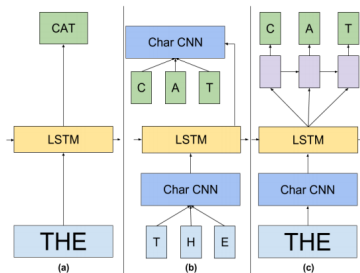 CAT
LSTM
THE
(a)
Char CNN
C A T
LSTM
Char CNN
T H E
(b)
C A T
LSTM
Char CNN
THE
(c)